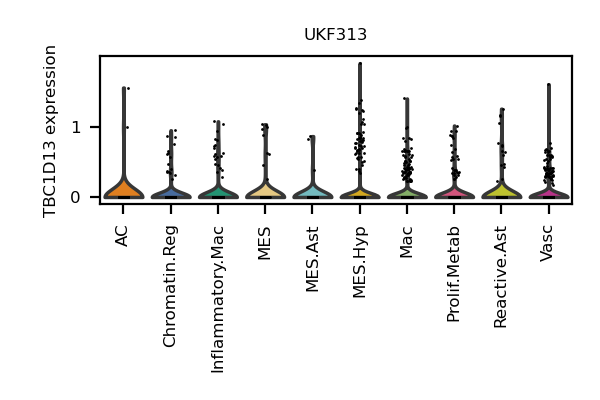 UKF313
TBC1D13 expression
1
0
AC
Chromatin.Reg
Inflammatory.Mac
MES
MES.Ast
MES.Hyp
Mac
Prolif.Metab
Reactive.Ast
Vasc